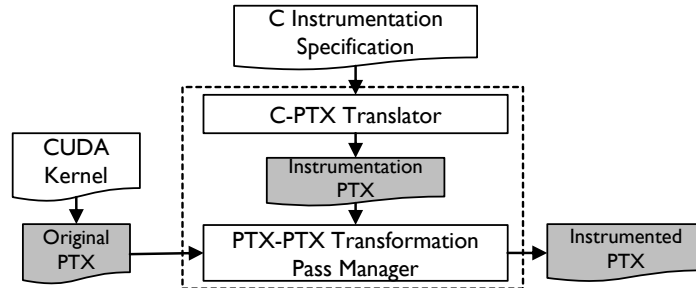 C Instrumentation
Specification
C-PTX Translator
CUDA
Kernel
Instrumentation
PTX
Original
PTX
PTX-PTX Transformation
Pass Manager
Instrumented
PTX